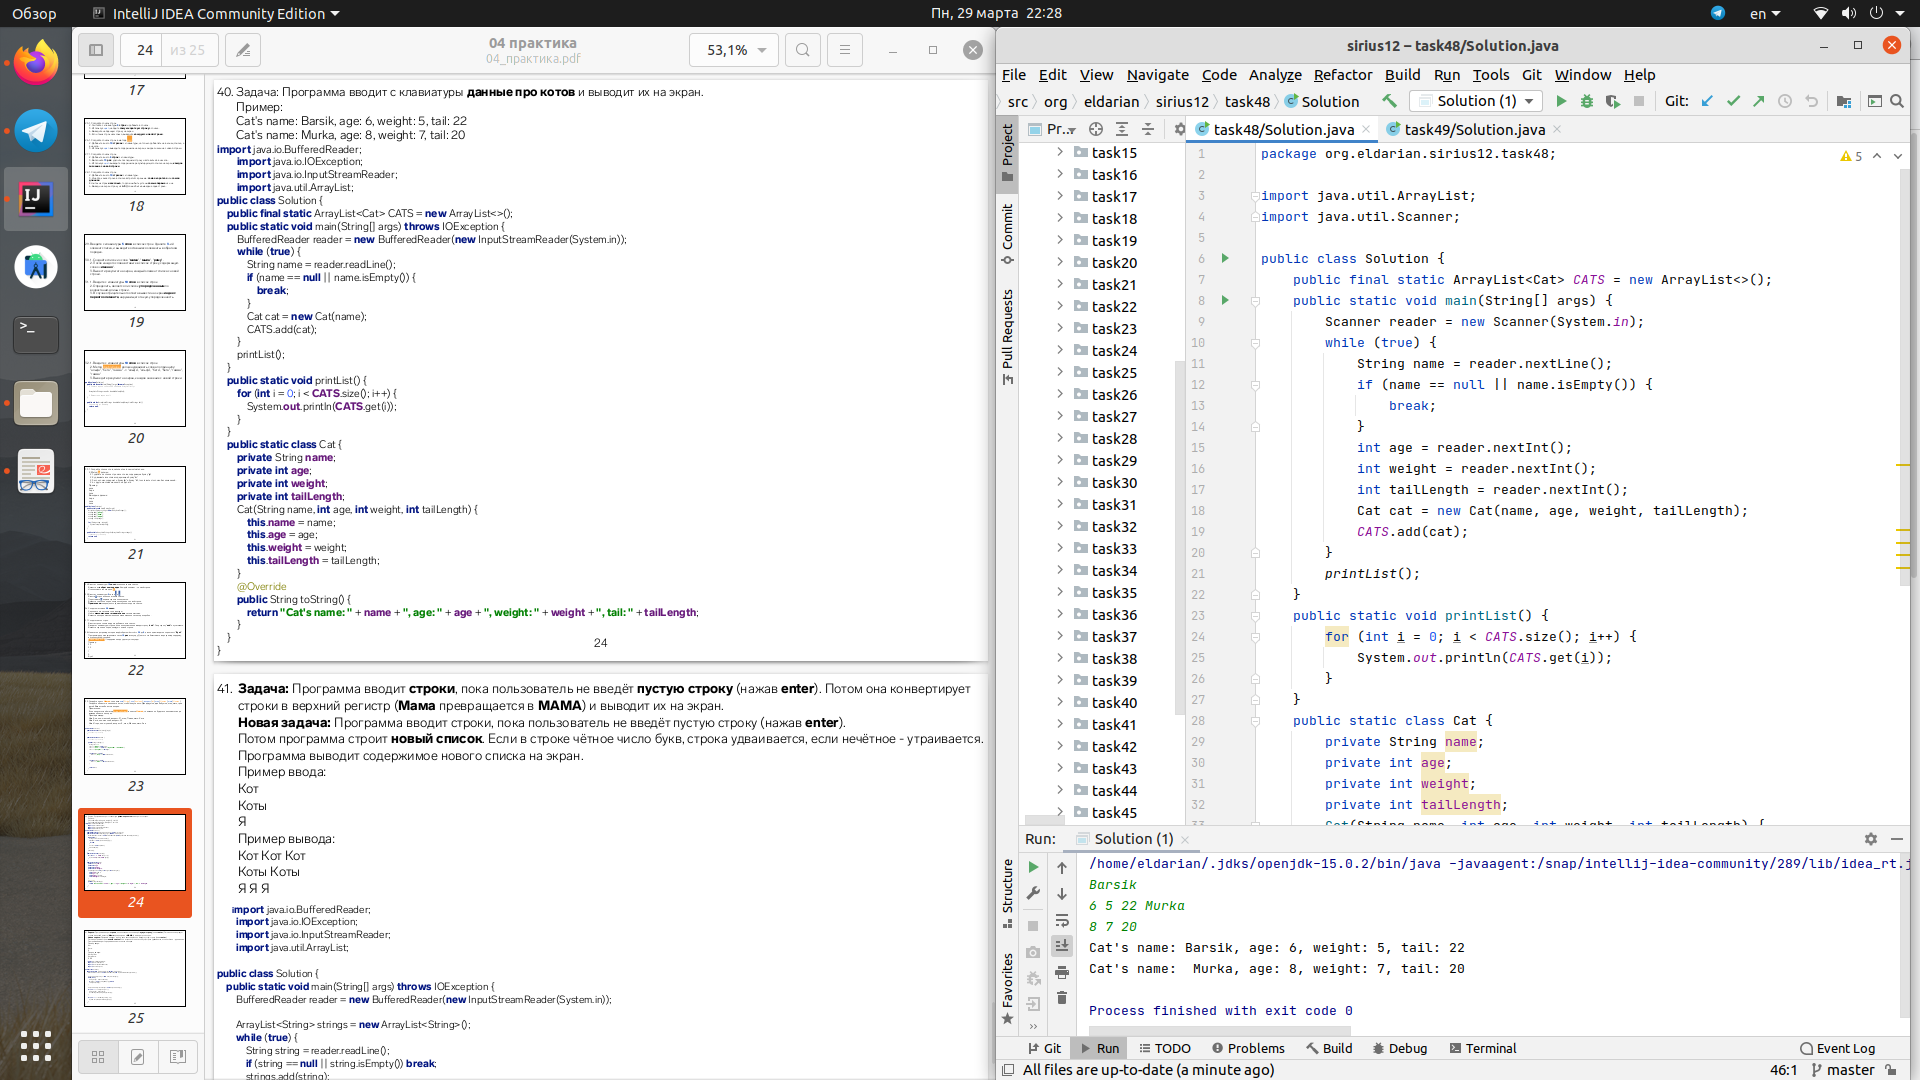 Обзор
IntelliJ IDEA Community Edition
Пн, 29 марта 22:28
en
24
из 25
04 практика
04_практика.pdf
53,1%
17
18
19
20
21
22
23
24
25
40. Задача: Программа вводит с клавиатуры данные про котов и выводит их на экран.
Пример:
Cat's name: Barsik, age: 6, weight: 5, tail: 22
Cat's name: Murka, age: 8, weight: 7, tail: 20
import java.io.BufferedReader;
import java.io.IOException;
import java.io.InputStreamReader;
import java.util.ArrayList;
public class Solution {
public final static ArrayList<Cat> CATS = new ArrayList<>();
public static void main(String[] args) throws IOException {
BufferedReader reader = new BufferedReader(new InputStreamReader(System.in));
while (true) {
String name = reader.readLine();
if (name == null || name.isEmpty()) {
break;
}
Cat cat = new Cat(name);
CATS.add(cat);
}
printList();
}
public static void printList() {
for (int i = 0; i < CATS.size(); i++) {
System.out.println(CATS.get(i));
}
}
public static class Cat {
private String name;
private int age;
private int weight;
private int tailLength;
Cat(String name, int age, int weight, int tailLength) {
this.name = name;
this.age = age;
this.weight = weight;
this.tailLength = tailLength;
}
@Override
public String toString() {
return "Cat's name: " + name + ", age: " + age + ", weight: " + weight + ", tail: " + tailLength;
}
}
}
24
41. Задача: Программа вводит строки, пока пользователь не введёт пустую строку (нажав enter). Потом она конвертирует
строки в верхний регистр (Мама превращается в МАМА) и выводит их на экран.
Новая задача: Программа вводит строки, пока пользователь не введёт пустую строку (нажав enter).
Потом программа строит новый список. Если в строке чётное число букв, строка удваивается, если нечётное - утраивается.
Программа выводит содержимое нового списка на экран.
Пример ввода:
Кот
Коты
Я
Пример вывода:
Кот Кот Кот
Коты Коты
Я Я Я
import java.io.BufferedReader;
import java.io.IOException;
import java.io.InputStreamReader;
import java.util.ArrayList;
public class Solution {
public static void main(String[] args) throws IOException {
BufferedReader reader = new BufferedReader(new InputStreamReader(System.in));
ArrayList<String> strings = new ArrayList<String>();
while (true) {
String string = reader.readLine();
if (string == null || string.isEmpty()) break;
strings.add(string);
sirius12 – task48/Solution.java
File Edit View Navigate Code Analyze Refactor Build Run Tools Git Window Help
src org eldarian sirius12 task48 Solution
Solution (1)
Git:
Pr...
task48/Solution.java
task49/Solution.java
Project
Commit
Pull Requests
Structure
Favorites
task15
task16
task17
task18
task19
task20
task21
task22
task23
task24
task25
task26
task27
task28
task29
task30
task31
task32
task33
task34
task35
task36
task37
task38
task39
task40
task41
task42
task43
task44
task45
5
1 package org.eldarian.sirius12.task48;
2
3 import java.util.ArrayList;
4 import java.util.Scanner;
5
6 public class Solution {
7 public final static ArrayList<Cat> CATS = new ArrayList<>();
8 public static void main(String[] args) {
9 Scanner reader = new Scanner(System.in);
10 while (true) {
11 String name = reader.nextLine();
12 if (name == null || name.isEmpty()) {
13 break;
14 }
15 int age = reader.nextInt();
16 int weight = reader.nextInt();
17 int tailLength = reader.nextInt();
18 Cat cat = new Cat(name, age, weight, tailLength);
19 CATS.add(cat);
20 }
21 printList();
22 }
23 public static void printList() {
24 for (int i = 0; i < CATS.size(); i++) {
25 System.out.println(CATS.get(i));
26 }
27 }
28 public static class Cat {
29 private String name;
30 private int age;
31 private int weight;
32 private int tailLength;
33 Cat(String name, int age, int weight, int tailLength) {
Run:
Solution (1)
/home/eldarian/.jdks/openjdk-15.0.2/bin/java -javaagent:/snap/intellij-idea-community/289/lib/idea_rt.j
Barsik
6 5 22 Murka
8 7 20
Cat's name: Barsik, age: 6, weight: 5, tail: 22
Cat's name:  Murka, age: 8, weight: 7, tail: 20
Process finished with exit code 0
Git Run TODO Problems Build Debug Terminal
Event Log
All files are up-to-date (a minute ago)
46:1
master